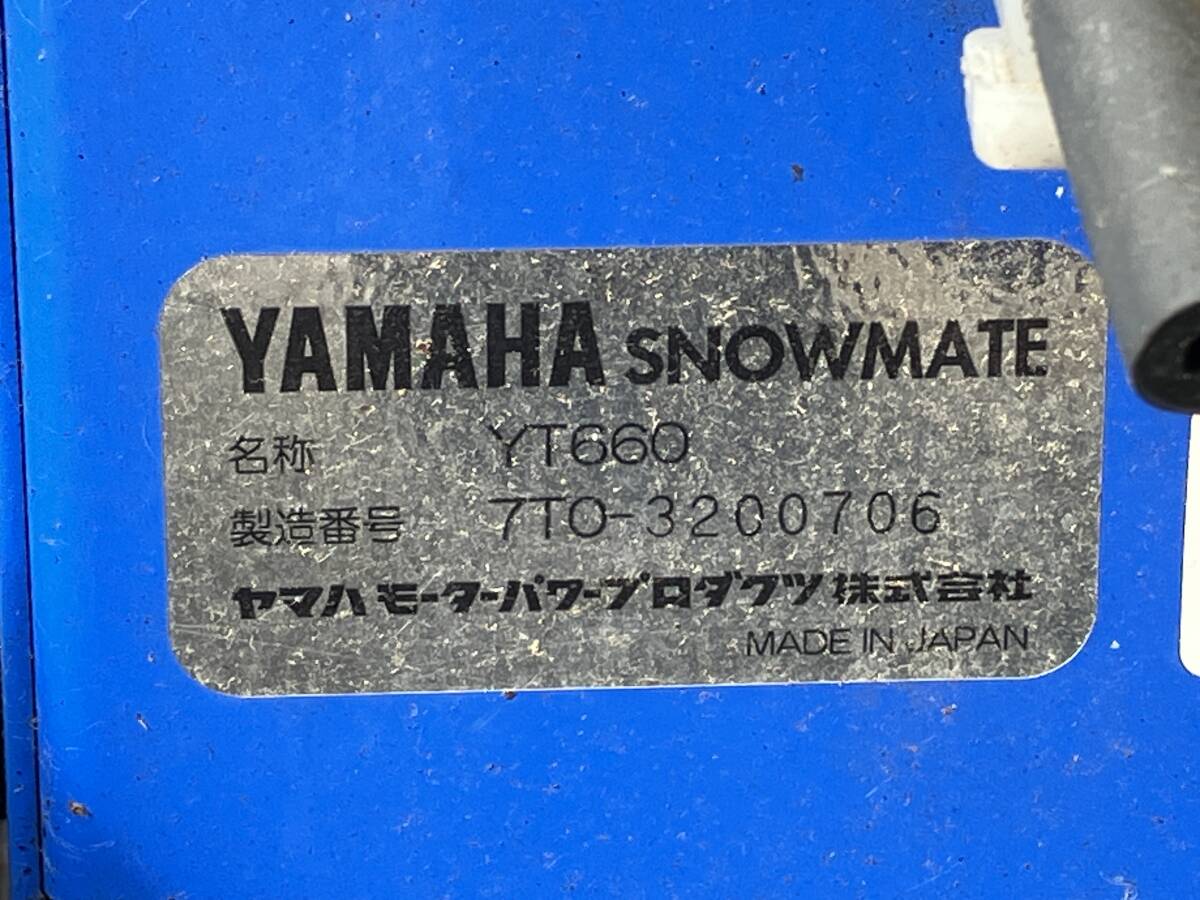 YAMAHA SNOWMATE
名称 YT660
製造番号 7T0-3200706
ヤマハモーターパワープロダクツ株式会社
MADE IN JAPAN